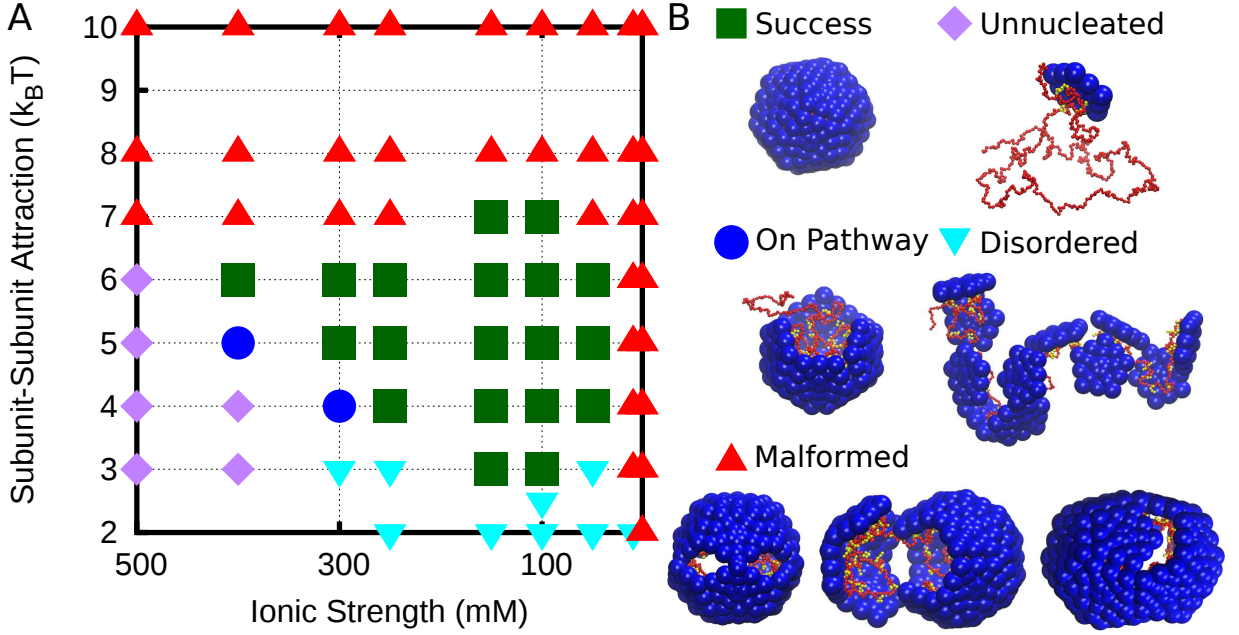 A
Subunit-Subunit Attraction (kBT)
10
9
8
7
6
5
4
3
2
500
300
100
Ionic Strength (mM)
B
Success
Unnucleated
On Pathway
Disordered
Malformed